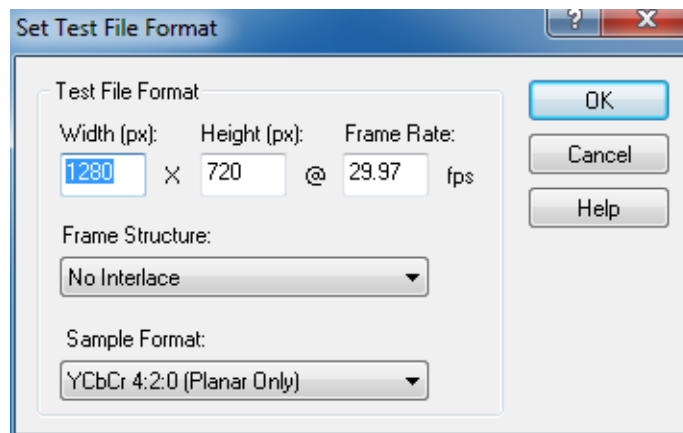 Set Test File Format
?
X
Test File Format
Width (px): Height (px): Frame Rate:
1280 X 720 @ 29.97 fps
Frame Structure:
No Interlace
Sample Format:
YCbCr 4:2:0 (Planar Only)
OK
Cancel
Help